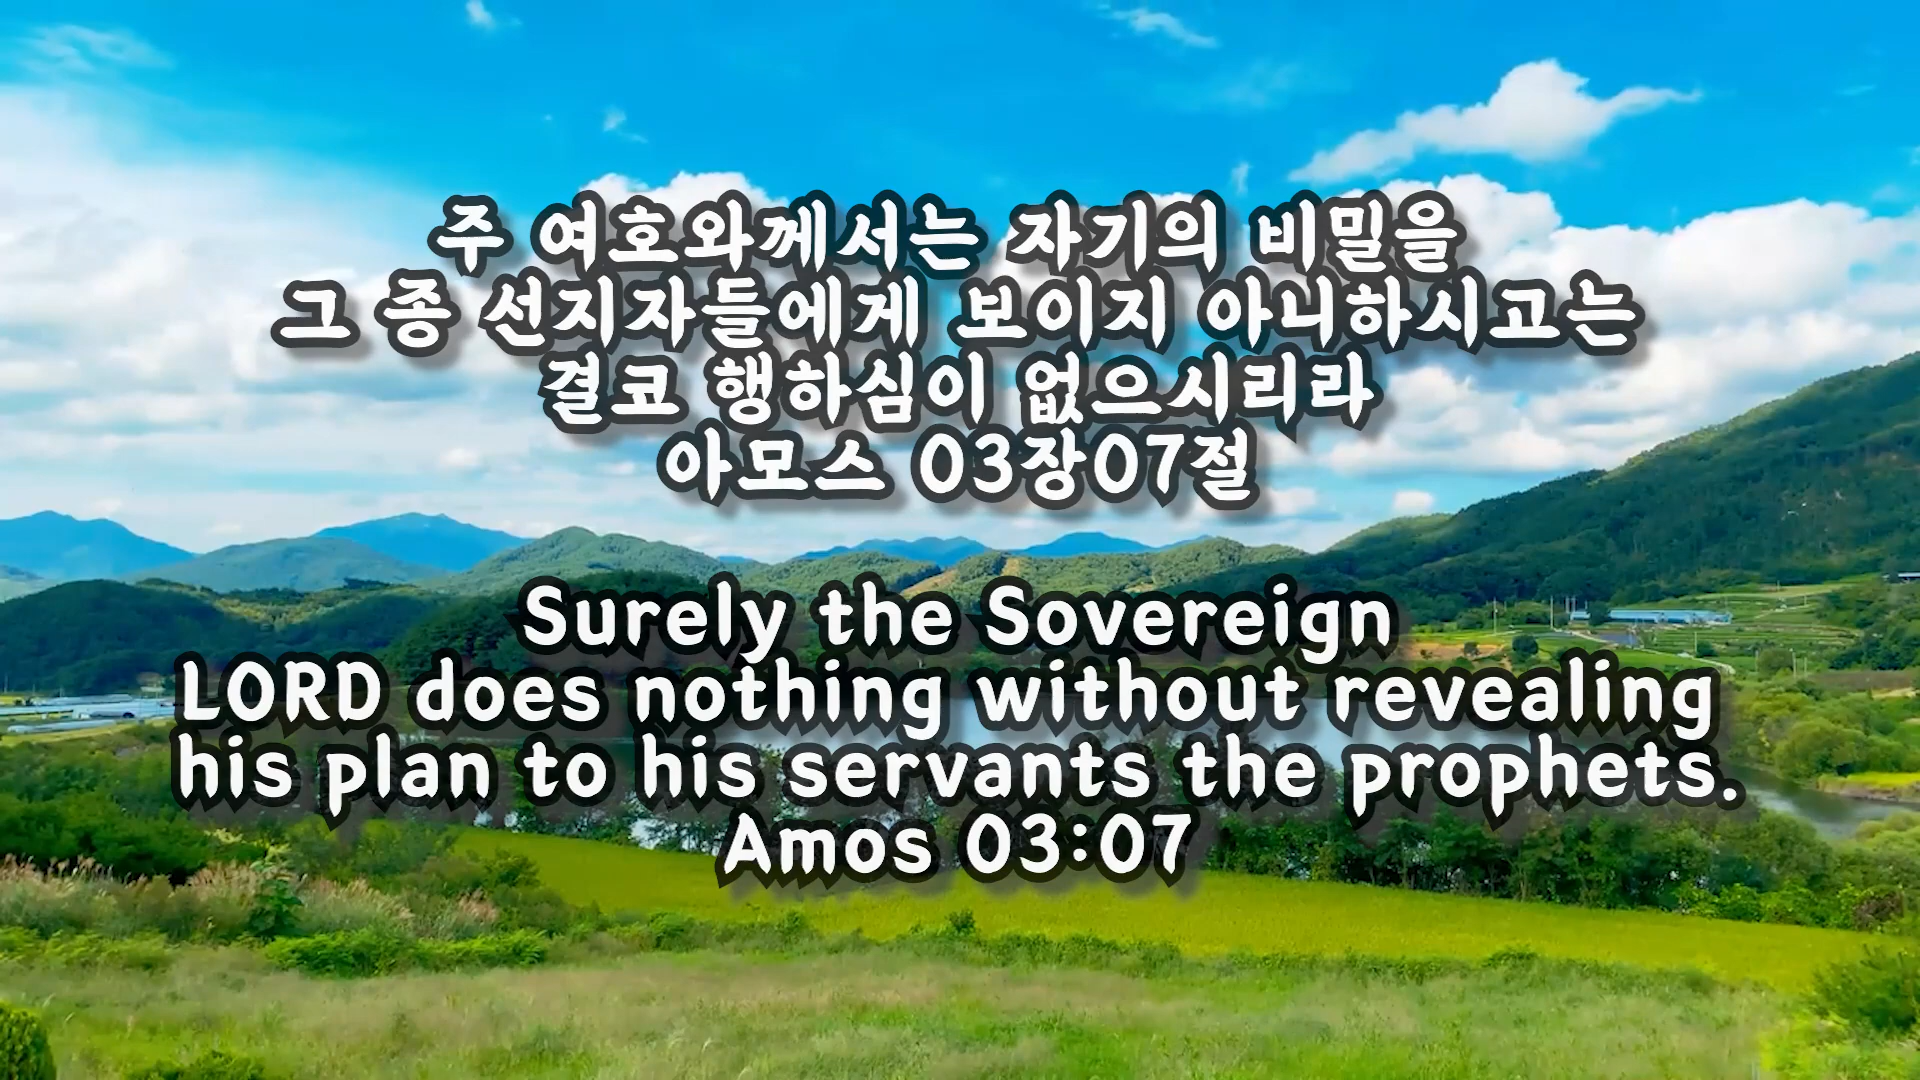 주 여호와께서는 자기의 비밀을
그 종 선지자들에게 보이지 아니하시고는
결코 행하심이 없으시리라
아모스 03장07절
Surely the Sovereign
LORD does nothing without revealing
his plan to his servants the prophets.
Amos 03:07